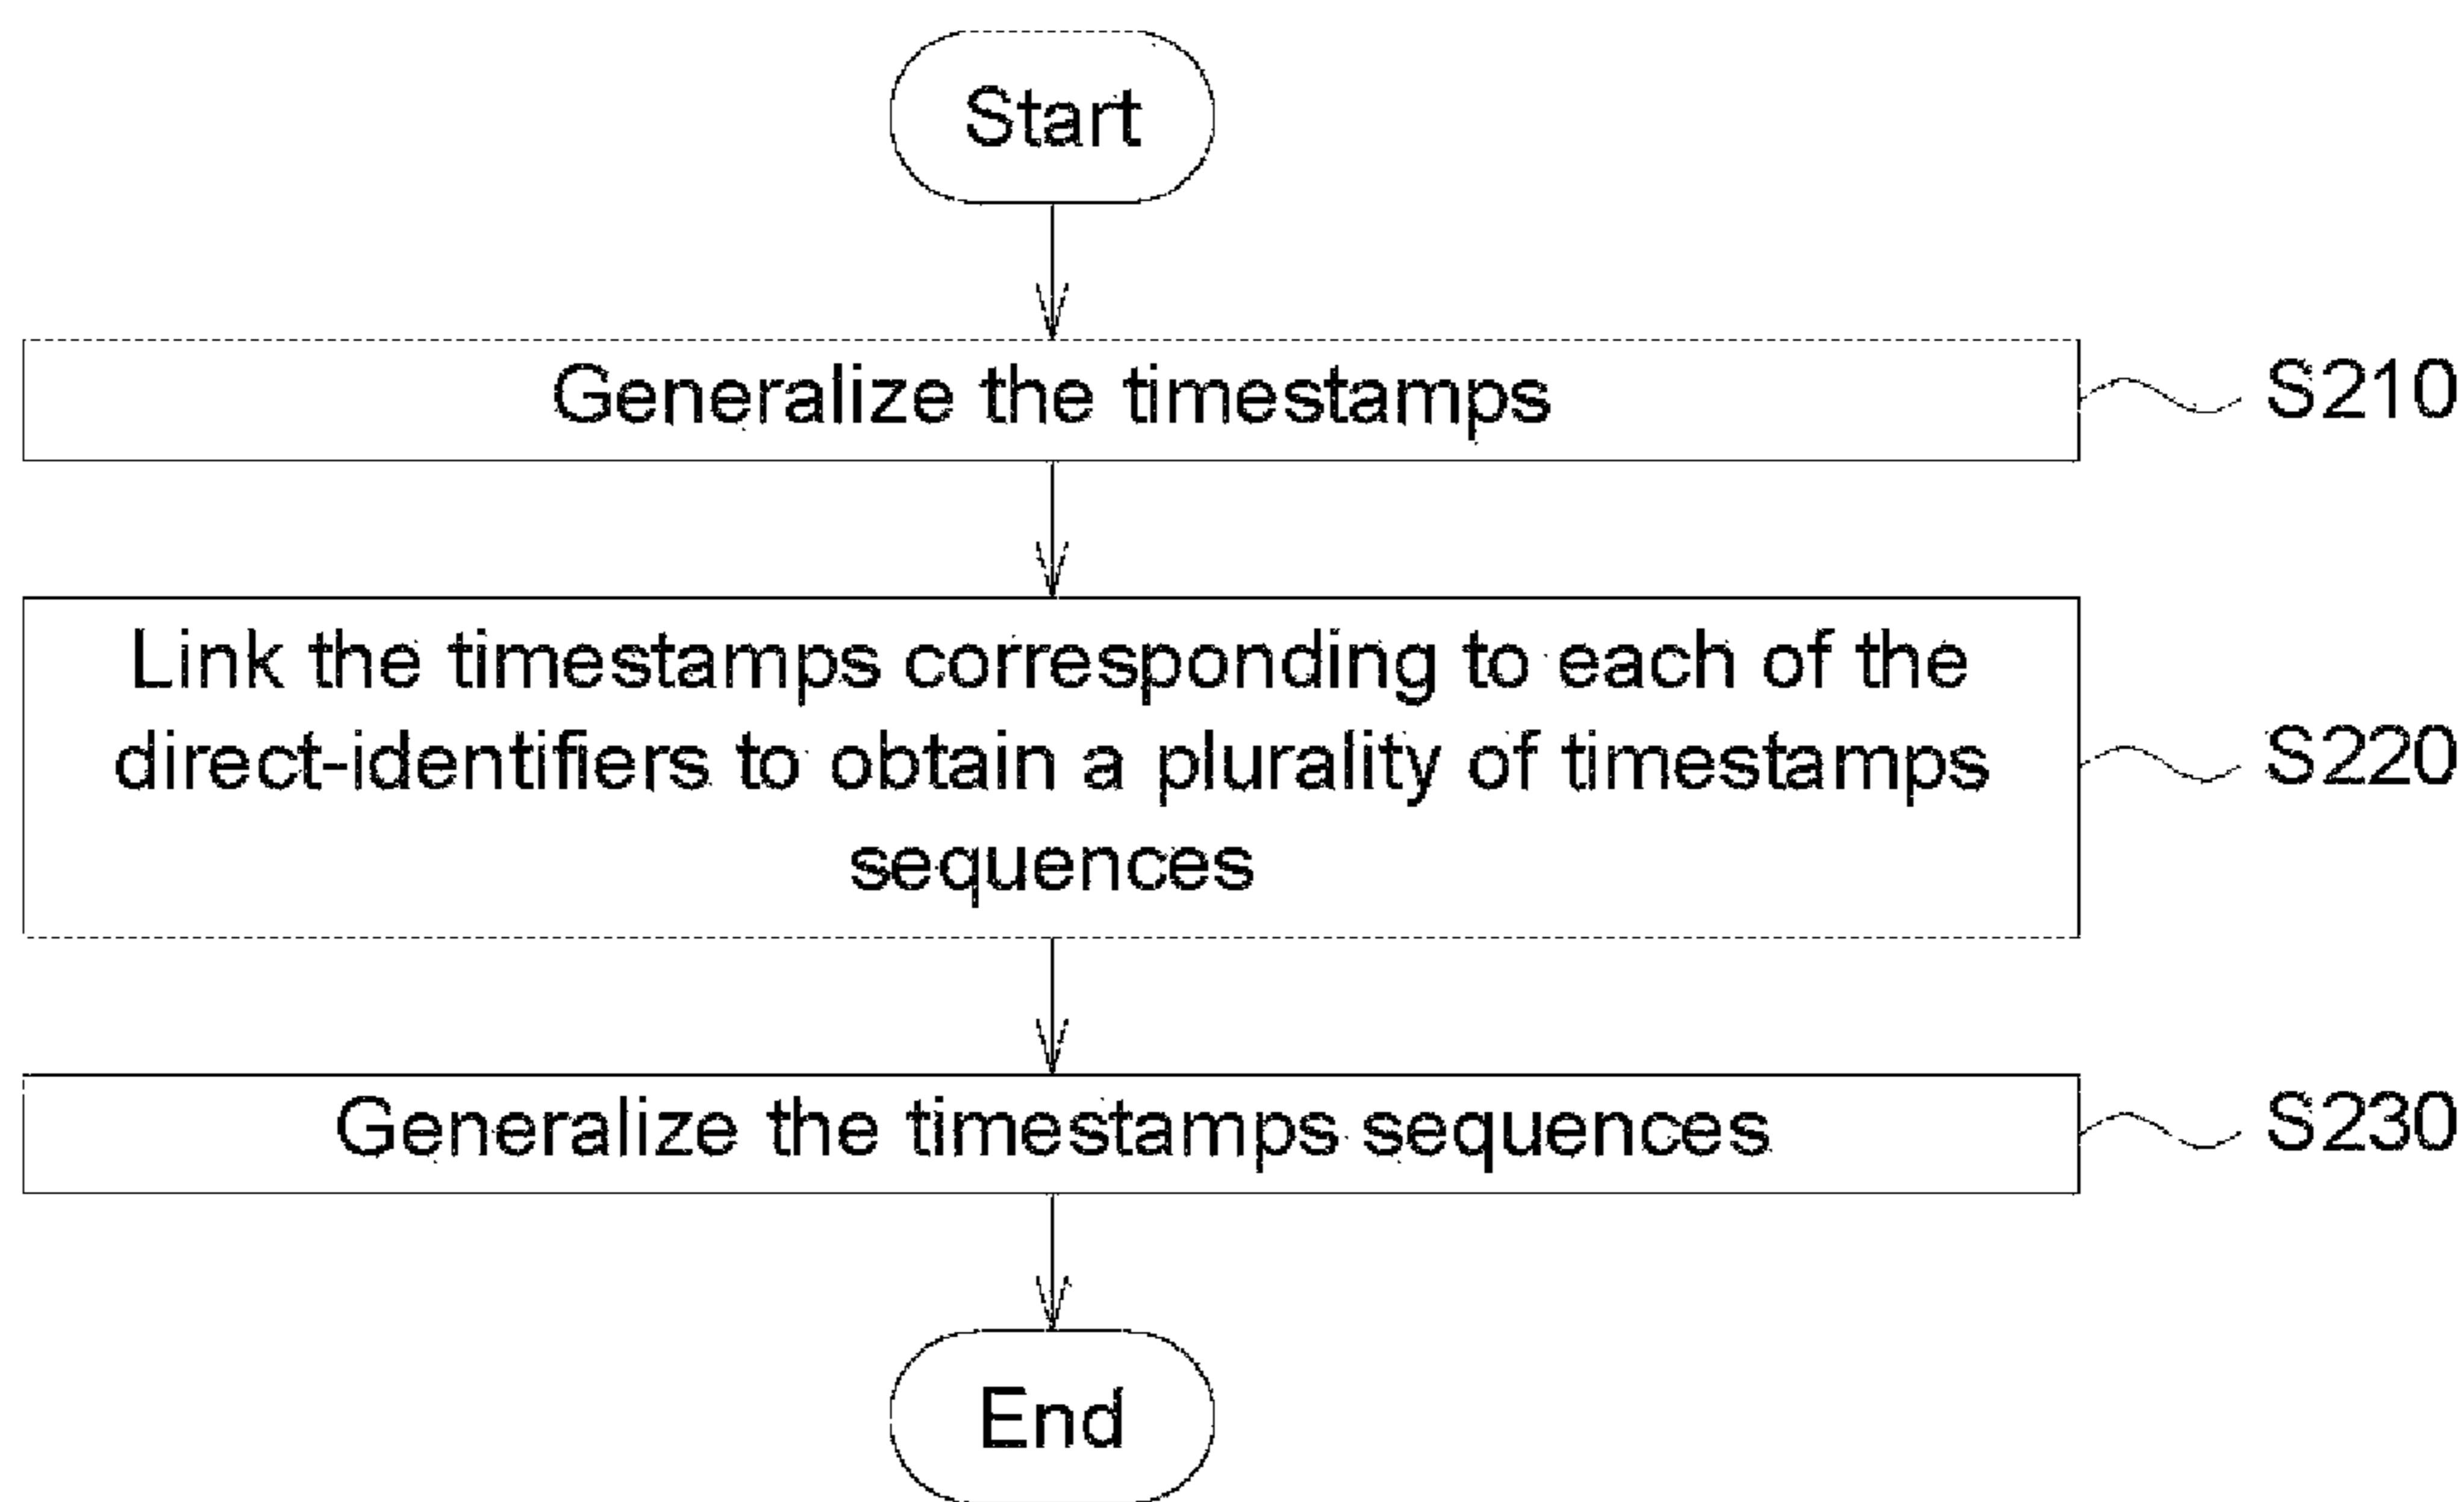 Start
Generalize the timestamps
S210
Link the timestamps corresponding to each of the
direct-identifiers to obtain a plurality of timestamps
sequences
S220
Generalize the timestamps sequences
S230
End